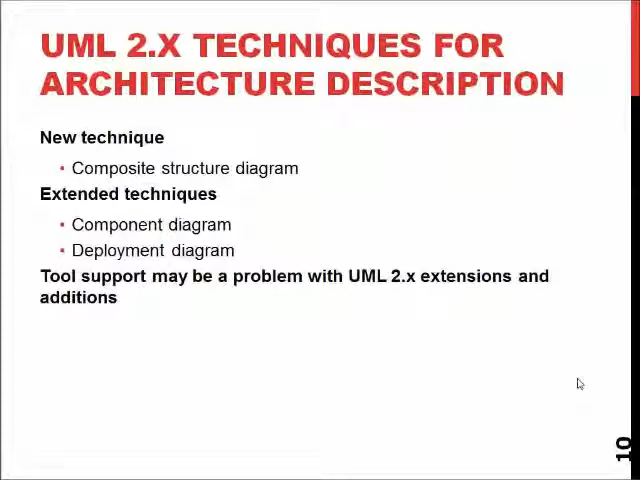 UML 2.X TECHNIQUES FOR
ARCHITECTURE DESCRIPTION
New technique
• Composite structure diagram
Extended techniques
• Component diagram
• Deployment diagram
Tool support may be a problem with UML 2.x extensions and
additions
10